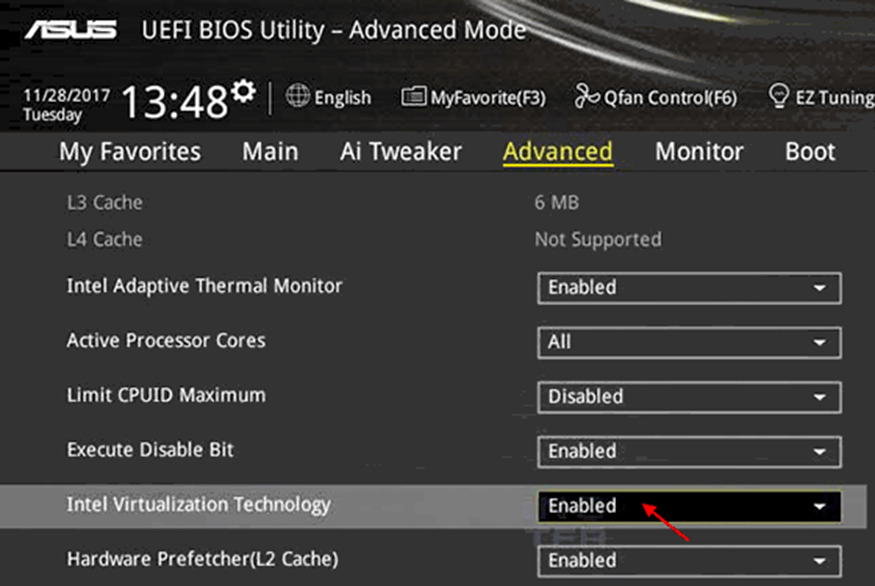 ASUS UEFI BIOS Utility – Advanced Mode
11/28/2017
Tuesday
13:48
English MyFavorite(F3) Qfan Control(F6) EZ Tuning
My Favorites Main Ai Tweaker Advanced Monitor Boot
L3 Cache 6 MB
L4 Cache Not Supported
Intel Adaptive Thermal Monitor Enabled
Active Processor Cores All
Limit CPUID Maximum Disabled
Execute Disable Bit Enabled
Intel Virtualization Technology Enabled
Hardware Prefetcher(L2 Cache) Enabled